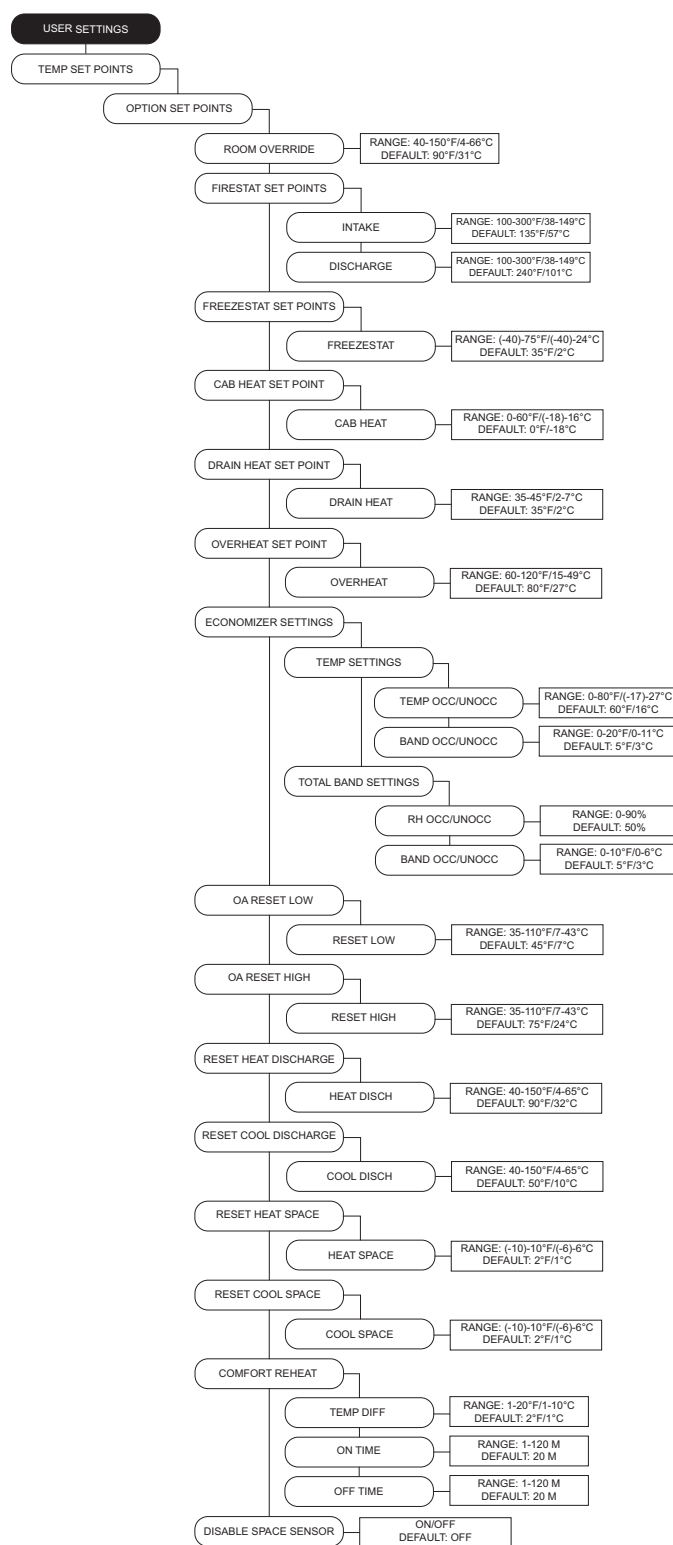 USER SETTINGS
TEMP SET POINTS
OPTION SET POINTS
ROOM OVERRIDE
RANGE: 40-150°F/4-66°C
DEFAULT: 90°F/31°C
FIRESTAT SET POINTS
INTAKE
RANGE: 100-300°F/38-149°C
DEFAULT: 135°F/57°C
DISCHARGE
RANGE: 100-300°F/38-149°C
DEFAULT: 240°F/101°C
FREEZESTAT SET POINTS
FREEZESTAT
RANGE: (-40)-75°F/(-40)-24°C
DEFAULT: 35°F/2°C
CAB HEAT SET POINT
CAB HEAT
RANGE: 0-60°F/(-18)-16°C
DEFAULT: 0°F/-18°C
DRAIN HEAT SET POINT
DRAIN HEAT
RANGE: 35-45°F/2-7°C
DEFAULT: 35°F/2°C
OVERHEAT SET POINT
OVERHEAT
RANGE: 60-120°F/15-49°C
DEFAULT: 80°F/27°C
ECONOMIZER SETTINGS
TEMP SETTINGS
TEMP OCC/UNOCC
RANGE: 0-80°F/(-17)-27°C
DEFAULT: 60°F/16°C
BAND OCC/UNOCC
RANGE: 0-20°F/0-11°C
DEFAULT: 5°F/3°C
TOTAL BAND SETTINGS
RH OCC/UNOCC
RANGE: 0-90%
DEFAULT: 50%
BAND OCC/UNOCC
RANGE: 0-10°F/0-6°C
DEFAULT: 5°F/3°C
OA RESET LOW
RESET LOW
RANGE: 35-110°F/7-43°C
DEFAULT: 45°F/7°C
OA RESET HIGH
RESET HIGH
RANGE: 35-110°F/7-43°C
DEFAULT: 75°F/24°C
RESET HEAT DISCHARGE
HEAT DISCH
RANGE: 40-150°F/4-65°C
DEFAULT: 90°F/32°C
RESET COOL DISCHARGE
COOL DISCH
RANGE: 40-150°F/4-65°C
DEFAULT: 50°F/10°C
RESET HEAT SPACE
HEAT SPACE
RANGE: (-10)-10°F/(-6)-6°C
DEFAULT: 2°F/1°C
RESET COOL SPACE
COOL SPACE
RANGE: (-10)-10°F/(-6)-6°C
DEFAULT: 2°F/1°C
COMFORT REHEAT
TEMP DIFF
RANGE: 1-20°F/1-10°C
DEFAULT: 2°F/1°C
ON TIME
RANGE: 1-120 M
DEFAULT: 20 M
OFF TIME
RANGE: 1-120 M
DEFAULT: 20 M
DISABLE SPACE SENSOR
ON/OFF
DEFAULT: OFF